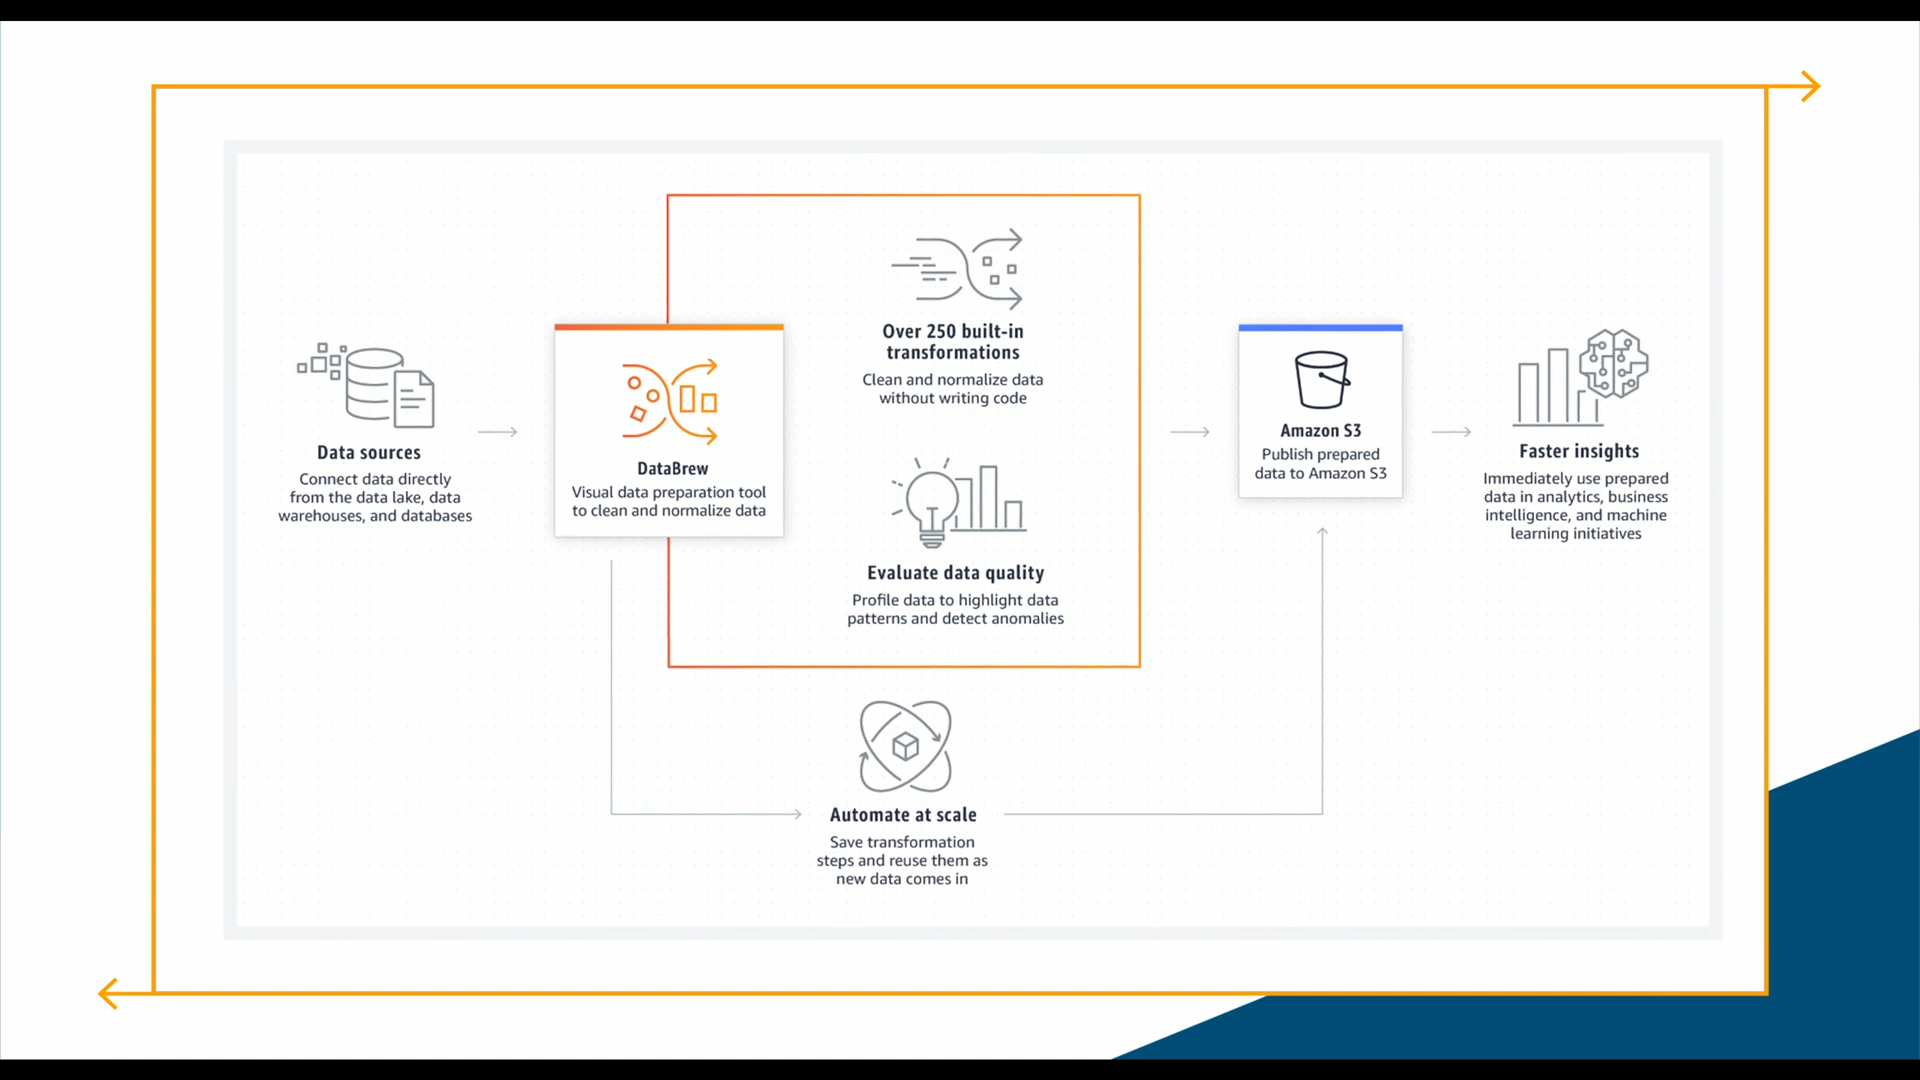 Data sources
Connect data directly
from the data lake, data
warehouses, and databases
DataBrew
Visual data preparation tool
to clean and normalize data
Over 250 built-in
transformations
Clean and normalize data
without writing code
Evaluate data quality
Profile data to highlight data
patterns and detect anomalies
Automate at scale
Save transformation
steps and reuse them as
new data comes in
Amazon S3
Publish prepared
data to Amazon S3
Faster insights
Immediately use prepared
data in analytics, business
intelligence, and machine
learning initiatives